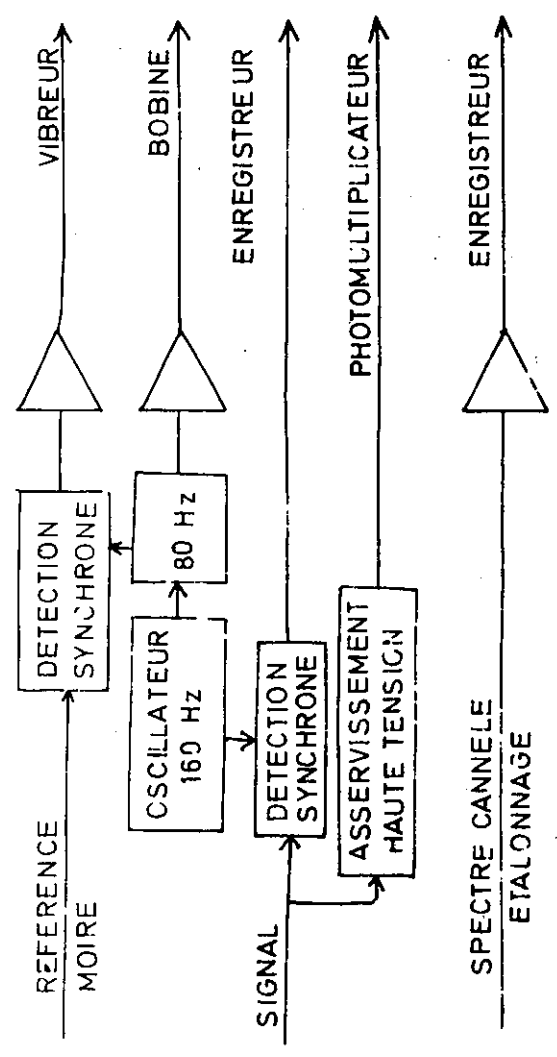 REFERENCE
MOIRE
DETECTION
SYNCHRONE
VIBREUR
OSCILLATEUR
160 Hz
80 Hz
BOBINE
SIGNAL
DETECTION
SYNCHRONE
ENREGISTREUR
ASSERVISSEMENT
HAUTE TENSION
PHOTOMULTIPLICATEUR
SPECTRE CANNELE
ETALONNAGE
ENREGISTREUR